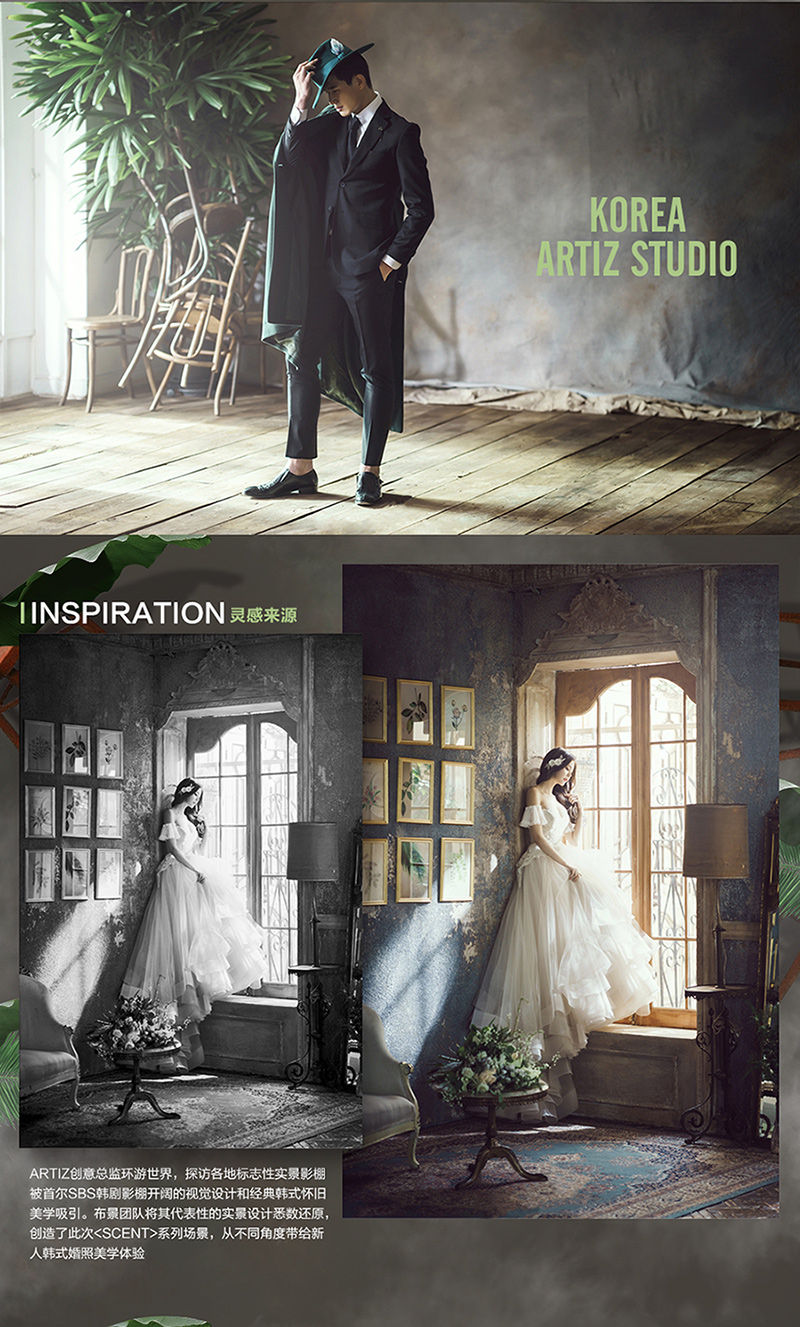 KOREA
ARTIZ STUDIO
INSPIRATION 灵感来源
ARTIZ创意总监环游世界，探访各地标志性实景影棚
被首尔SBS韩剧影棚开阔的视觉设计和经典韩式怀旧
美学吸引。布景团队将其代表性的实景设计悉数还原，
创造了此次<SCENT>系列场景，从不同角度带给新
人韩式婚照美学体验